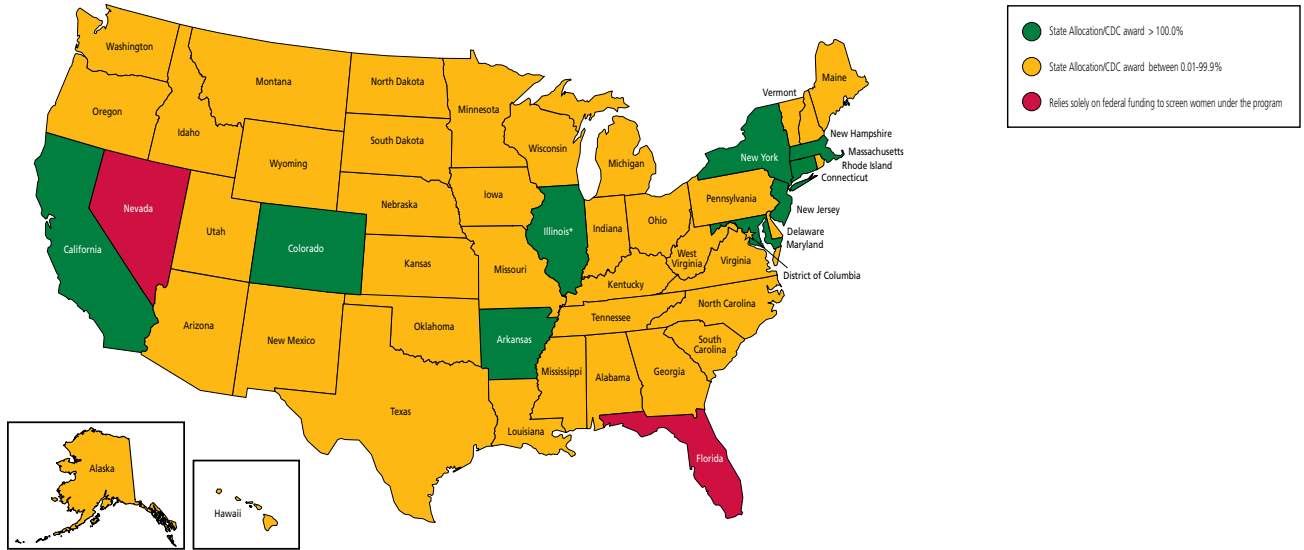 State Allocation/CDC award > 100.0%
State Allocation/CDC award between 0.01-99.9%
Relies solely on federal funding to screen women under the program
Washington
Oregon
Idaho
Montana
Wyoming
North Dakota
South Dakota
Nebraska
Minnesota
Iowa
Wisconsin
Michigan
Vermont
Maine
New Hampshire
Massachusetts
Rhode Island
Connecticut
New York
New Jersey
Pennsylvania
Delaware
Maryland
District of Columbia
California
Nevada
Utah
Colorado
Kansas
Missouri
Illinois*
Indiana
Ohio
West
Virginia
Virginia
Kentucky
Tennessee
North Carolina
South
Carolina
Arizona
New Mexico
Oklahoma
Arkansas
Texas
Louisiana
Mississippi
Alabama
Georgia
Florida
Alaska
Hawaii